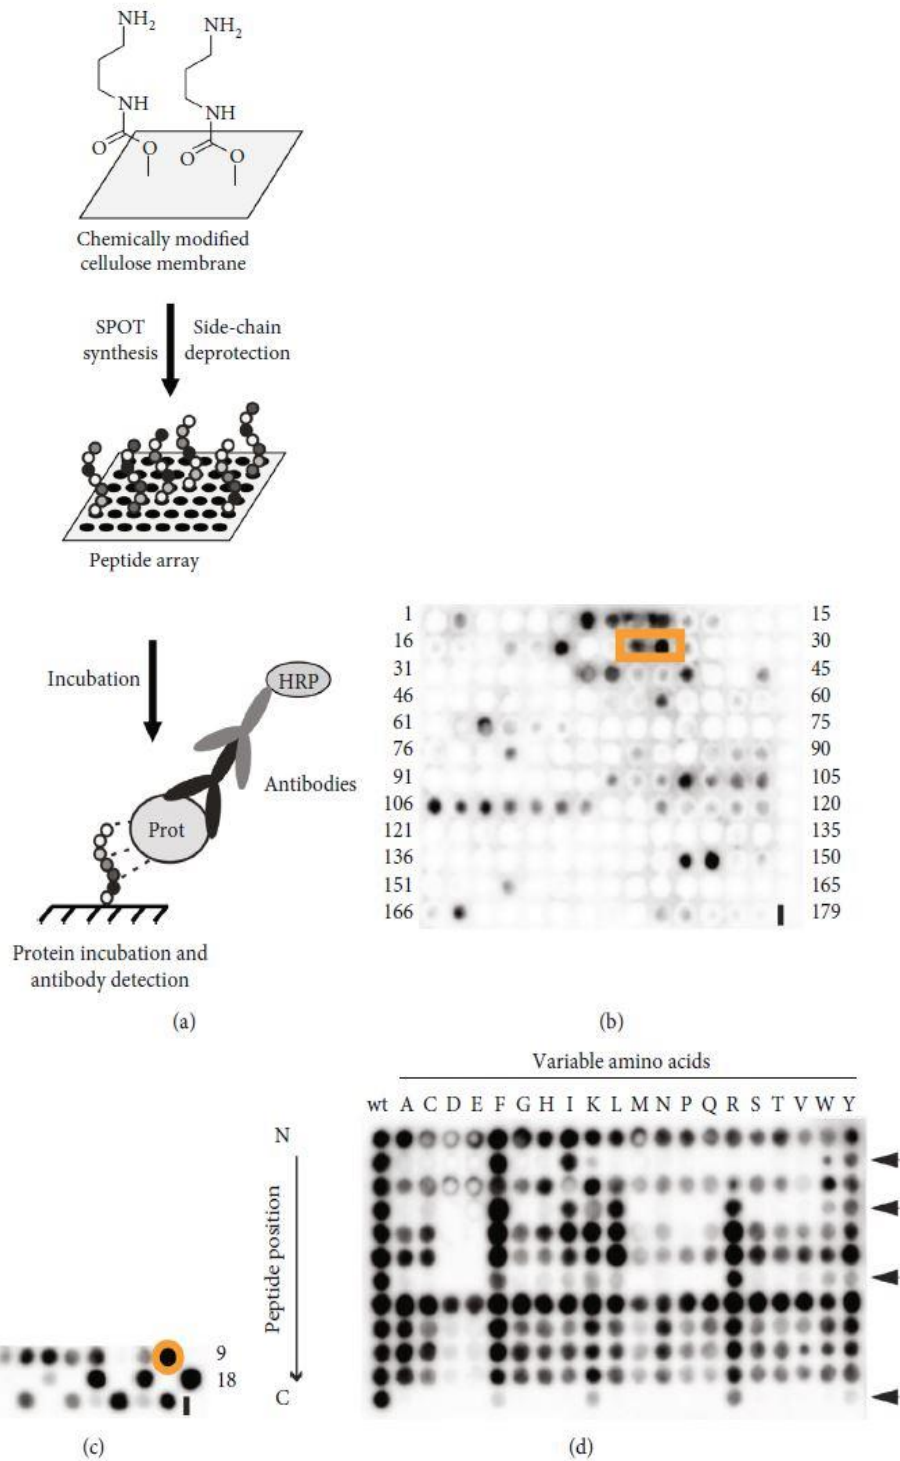 NH2
NH2
NH
NH
O
O
O
O
Chemically modified
cellulose membrane
SPOT
synthesis
Side-chain
deprotection
Peptide array
Incubation
HRP
Antibodies
Prot
Protein incubation and
antibody detection
(a)
1 15
16 30
31 45
46 60
61 75
76 90
91 105
106 120
121 135
136 150
151 165
166 179
(b)
9
18
(c)
Variable amino acids
wt A C D E F G H I K L M N P Q R S T V W Y
N
Peptide position
C
(d)